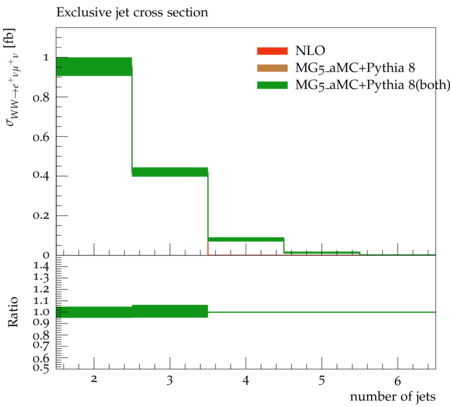 Exclusive jet cross section
σWW→e+νμ+ν [fb]
NLO
MG5_aMC+Pythia 8
MG5_aMC+Pythia 8(both)
1
0.8
0.6
0.4
0.2
0
Ratio
1.4
1.3
1.2
1.1
1.0
0.9
0.8
0.7
0.6
0.5
2 3 4 5 6
number of jets